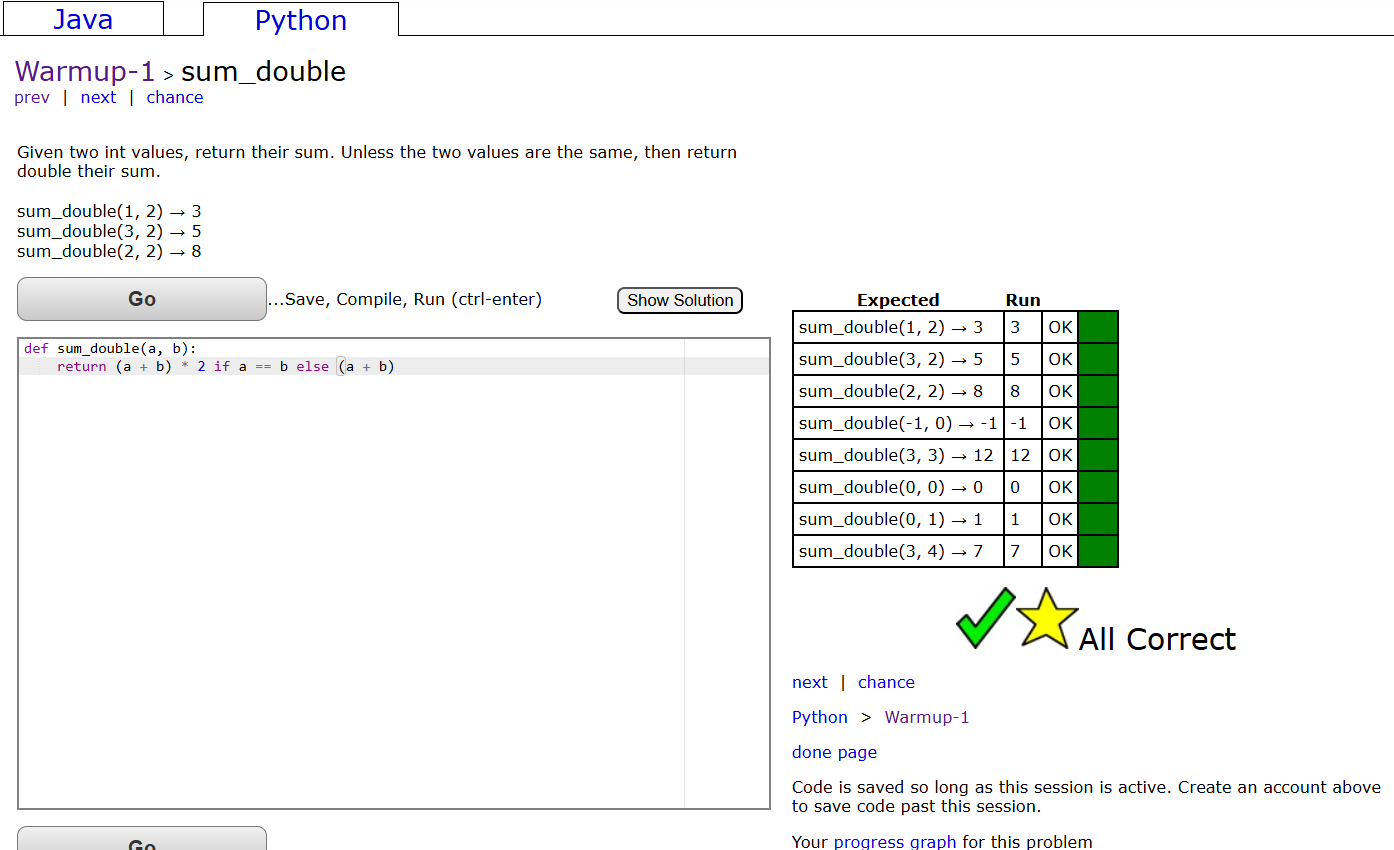 Java
Python
Warmup-1 > sum_double
prev | next | chance
Given two int values, return their sum. Unless the two values are the same, then return
double their sum.
sum_double(1, 2) → 3
sum_double(3, 2) → 5
sum_double(2, 2) → 8
Go
...Save, Compile, Run (ctrl-enter)
Show Solution
def sum_double(a, b):
    return (a + b) * 2 if a == b else (a + b)
Go
Expected Run
sum_double(1, 2) → 3 3 OK
sum_double(3, 2) → 5 5 OK
sum_double(2, 2) → 8 8 OK
sum_double(-1, 0) → -1 -1 OK
sum_double(3, 3) → 12 12 OK
sum_double(0, 0) → 0 0 OK
sum_double(0, 1) → 1 1 OK
sum_double(3, 4) → 7 7 OK
All Correct
next | chance
Python > Warmup-1
done page
Code is saved so long as this session is active. Create an account above
to save code past this session.
Your progress graph for this problem